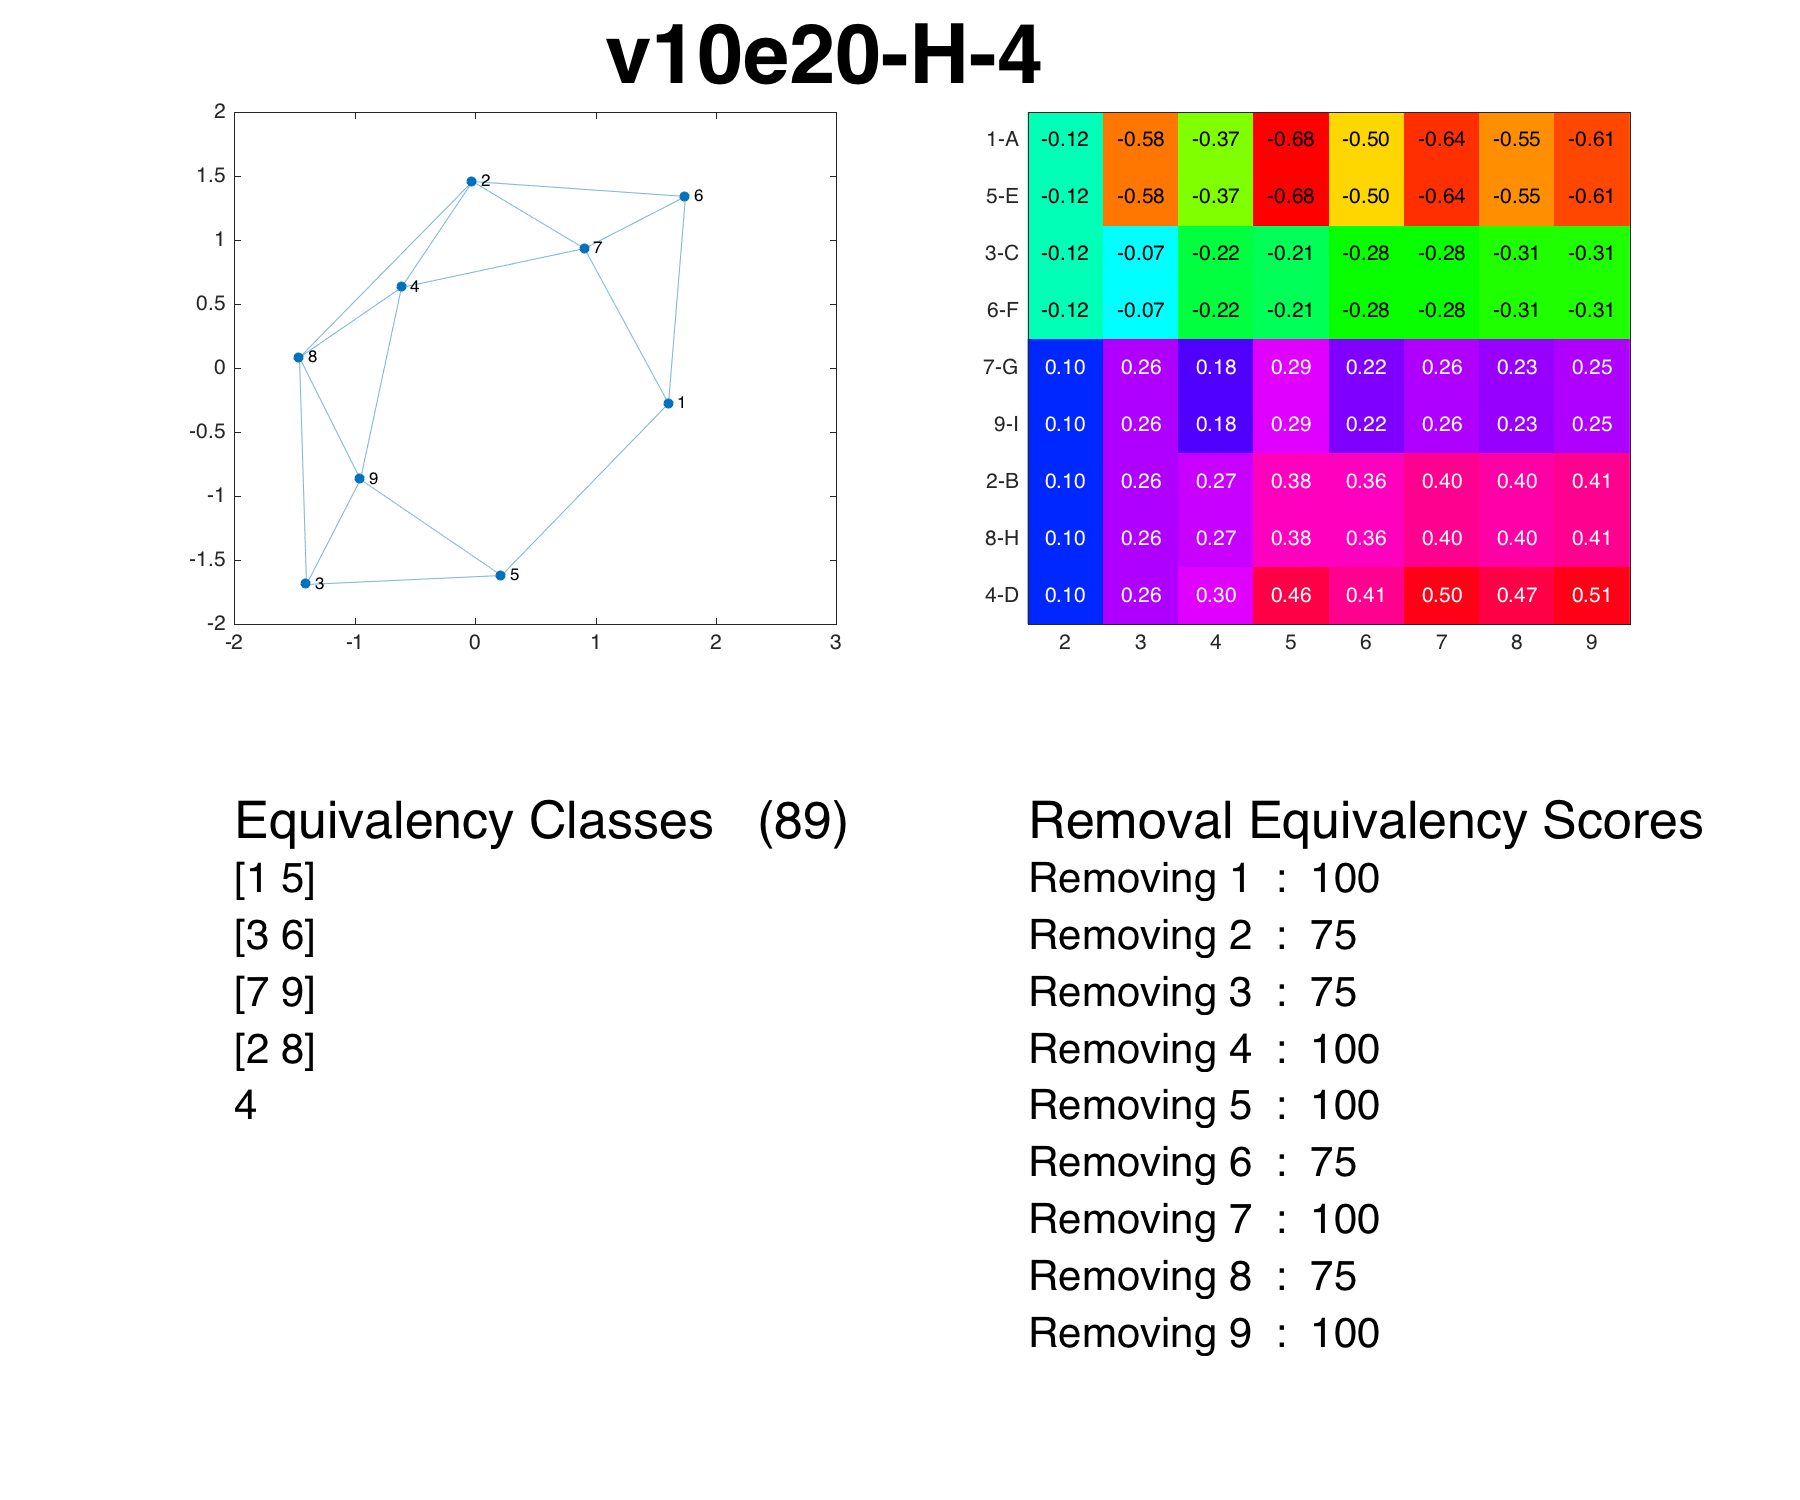 v10e20-H-4
2
1.5
1
0.5
0
-0.5
-1
-1.5
-2
-2 -1 0 1 2 3
2
6
7
4
8
1
9
5
3
1-A -0.12 -0.58 -0.37 -0.68 -0.50 -0.64 -0.55 -0.61
5-E -0.12 -0.58 -0.37 -0.68 -0.50 -0.64 -0.55 -0.61
3-C -0.12 -0.07 -0.22 -0.21 -0.28 -0.28 -0.31 -0.31
6-F -0.12 -0.07 -0.22 -0.21 -0.28 -0.28 -0.31 -0.31
7-G 0.10 0.26 0.18 0.29 0.22 0.26 0.23 0.25
9-I 0.10 0.26 0.18 0.29 0.22 0.26 0.23 0.25
2-B 0.10 0.26 0.27 0.38 0.36 0.40 0.40 0.41
8-H 0.10 0.26 0.27 0.38 0.36 0.40 0.40 0.41
4-D 0.10 0.26 0.30 0.46 0.41 0.50 0.47 0.51
2 3 4 5 6 7 8 9
Equivalency Classes (89)
[1 5]
[3 6]
[7 9]
[2 8]
4
Removal Equivalency Scores
Removing 1 : 100
Removing 2 : 75
Removing 3 : 75
Removing 4 : 100
Removing 5 : 100
Removing 6 : 75
Removing 7 : 100
Removing 8 : 75
Removing 9 : 100